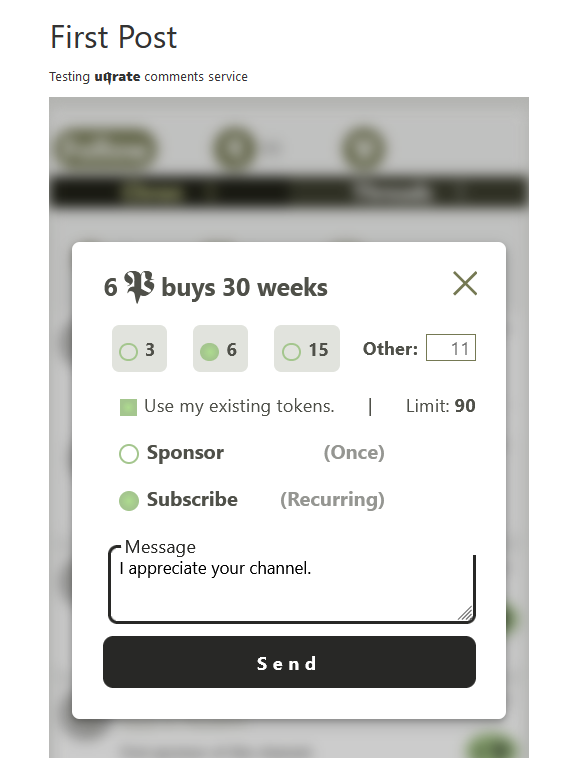 First Post
Testing uqrate comments service
6 𝔓 buys 30 weeks
3 6 15 Other: 11
Use my existing tokens. | Limit: 90
Sponsor (Once)
Subscribe (Recurring)
Message
I appreciate your channel.
Send